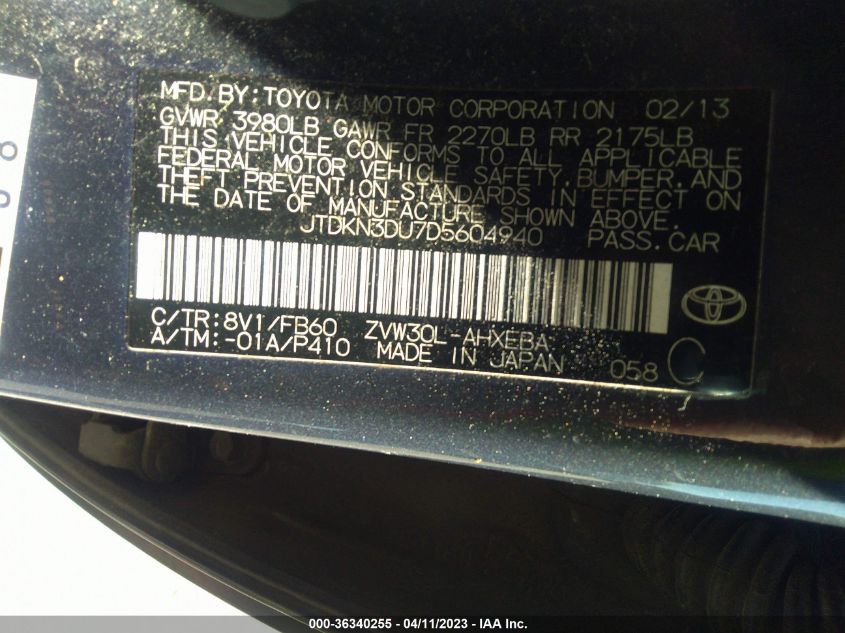 MFD. BY: TOYOTA MOTOR CORPORATION 02/13
GVWR 3980LB GAWR FR 2270LB RR 2175LB
THIS VEHICLE CONFORMS TO ALL APPLICABLE
FEDERAL MOTOR VEHICLE SAFETY, BUMPER, AND
THEFT PREVENTION STANDARDS IN EFFECT ON
THE DATE OF MANUFACTURE SHOWN ABOVE.
JTDKN3DU7D5604940 PASS. CAR
C/TR: 8V1/FB60 ZVW30L-AHXEBA
A/TM: -01A/P410 MADE IN JAPAN 058 C
000-36340255 - 04/11/2023 - IAA Inc.